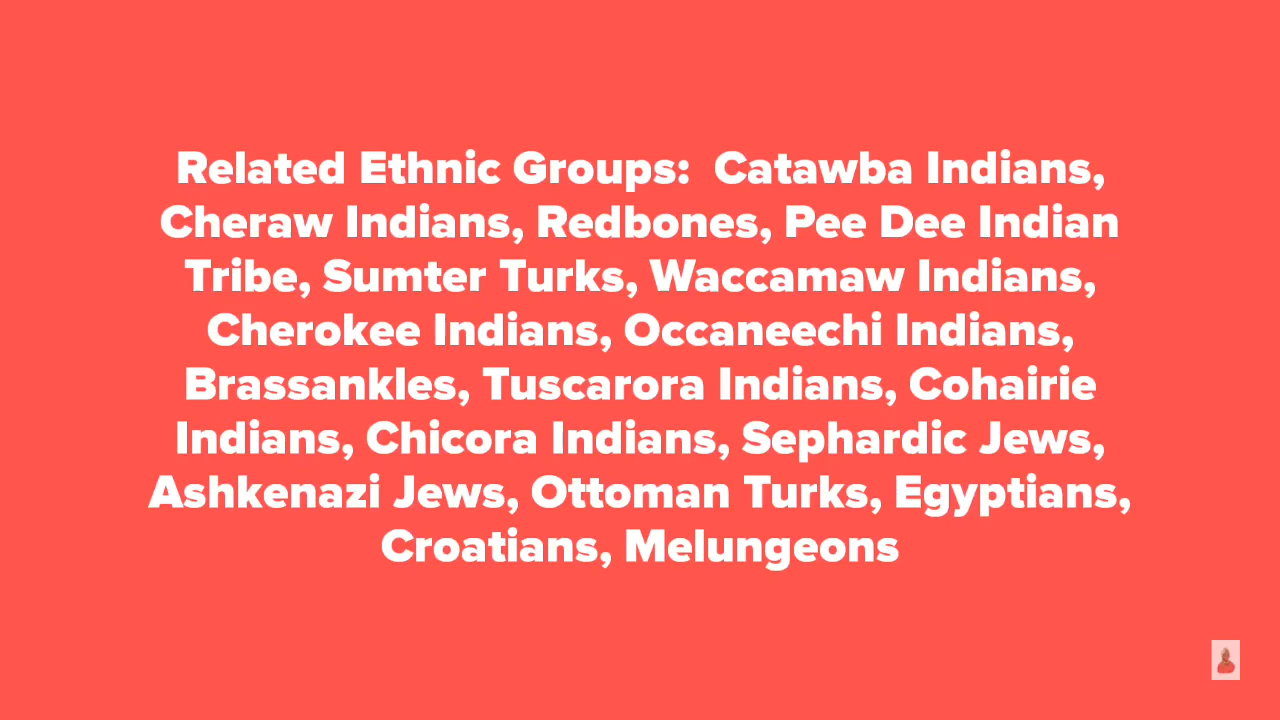 Related Ethnic Groups:  Catawba Indians,
Cheraw Indians, Redbones, Pee Dee Indian
Tribe, Sumter Turks, Waccamaw Indians,
Cherokee Indians, Occaneechi Indians,
Brassankles, Tuscarora Indians, Cohairie
Indians, Chicora Indians, Sephardic Jews,
Ashkenazi Jews, Ottoman Turks, Egyptians,
Croatians, Melungeons